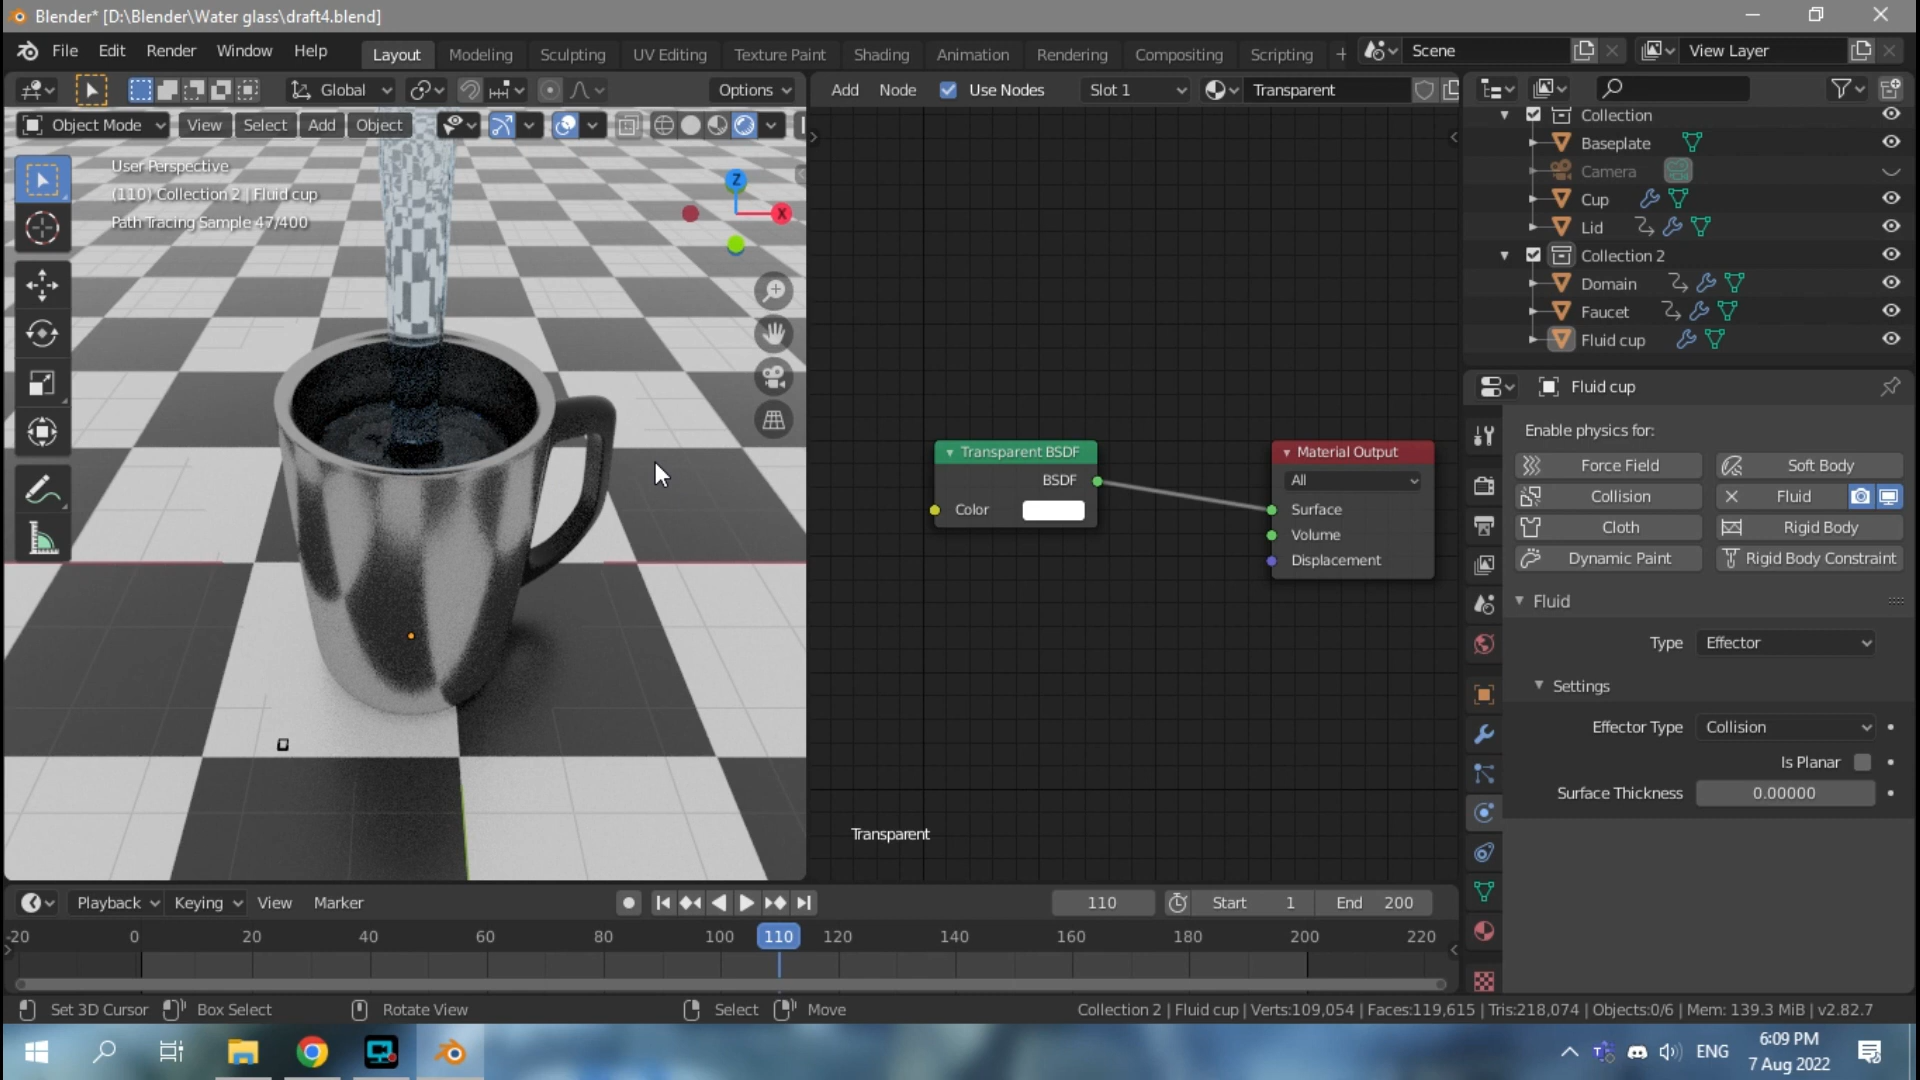 Blender* [D:\Blender\Water glass\draft4.blend]
File Edit Render Window Help
Layout Modeling Sculpting UV Editing Texture Paint Shading Animation Rendering Compositing Scripting + Scene View Layer
Global Options
Add Node Use Nodes Slot 1 Transparent
Object Mode View Select Add Object
User Perspective
(110) Collection 2 | Fluid cup
Path Tracing Sample 47/400
Z
X
Transparent BSDF
BSDF
Color
Material Output
All
Surface
Volume
Displacement
Transparent
Collection
Baseplate
Camera
Cup
Lid
Collection 2
Domain
Faucet
Fluid cup
Fluid cup
Enable physics for:
Force Field Soft Body
Collision Fluid
Cloth Rigid Body
Dynamic Paint Rigid Body Constraint
Fluid
Type Effector
Settings
Effector Type Collision
Is Planar
Surface Thickness 0.00000
Playback Keying View Marker 110 Start 1 End 200
-20 0 20 40 60 80 100 110 120 140 160 180 200 220
Set 3D Cursor Box Select Rotate View Select Move Collection 2 | Fluid cup | Verts:109,054 | Faces:119,615 | Tris:218,074 | Objects:0/6 | Mem: 139.3 MiB | v2.82.7
ENG
6:09 PM
7 Aug 2022